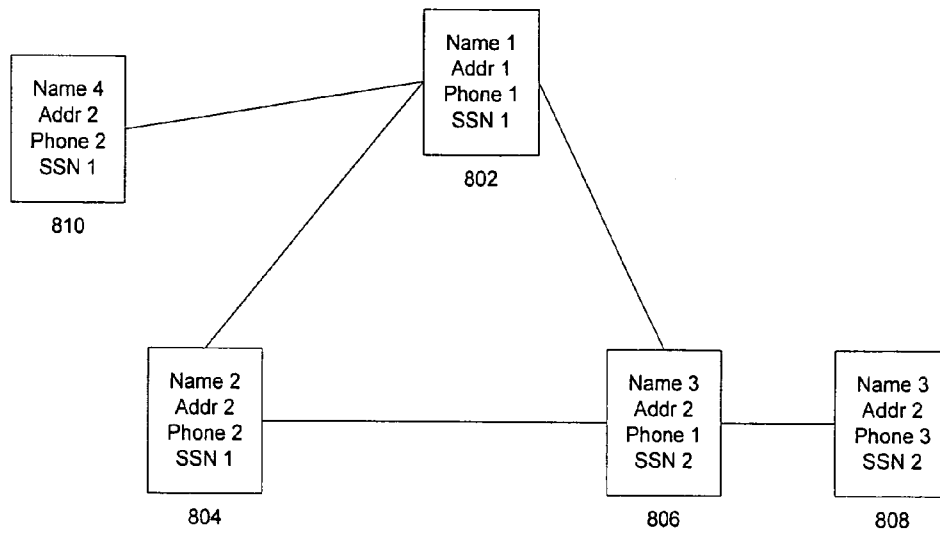 Name 1
Addr 1
Phone 1
SSN 1
802
Name 4
Addr 2
Phone 2
SSN 1
810
Name 2
Addr 2
Phone 2
SSN 1
804
Name 3
Addr 2
Phone 1
SSN 2
806
Name 3
Addr 2
Phone 3
SSN 2
808